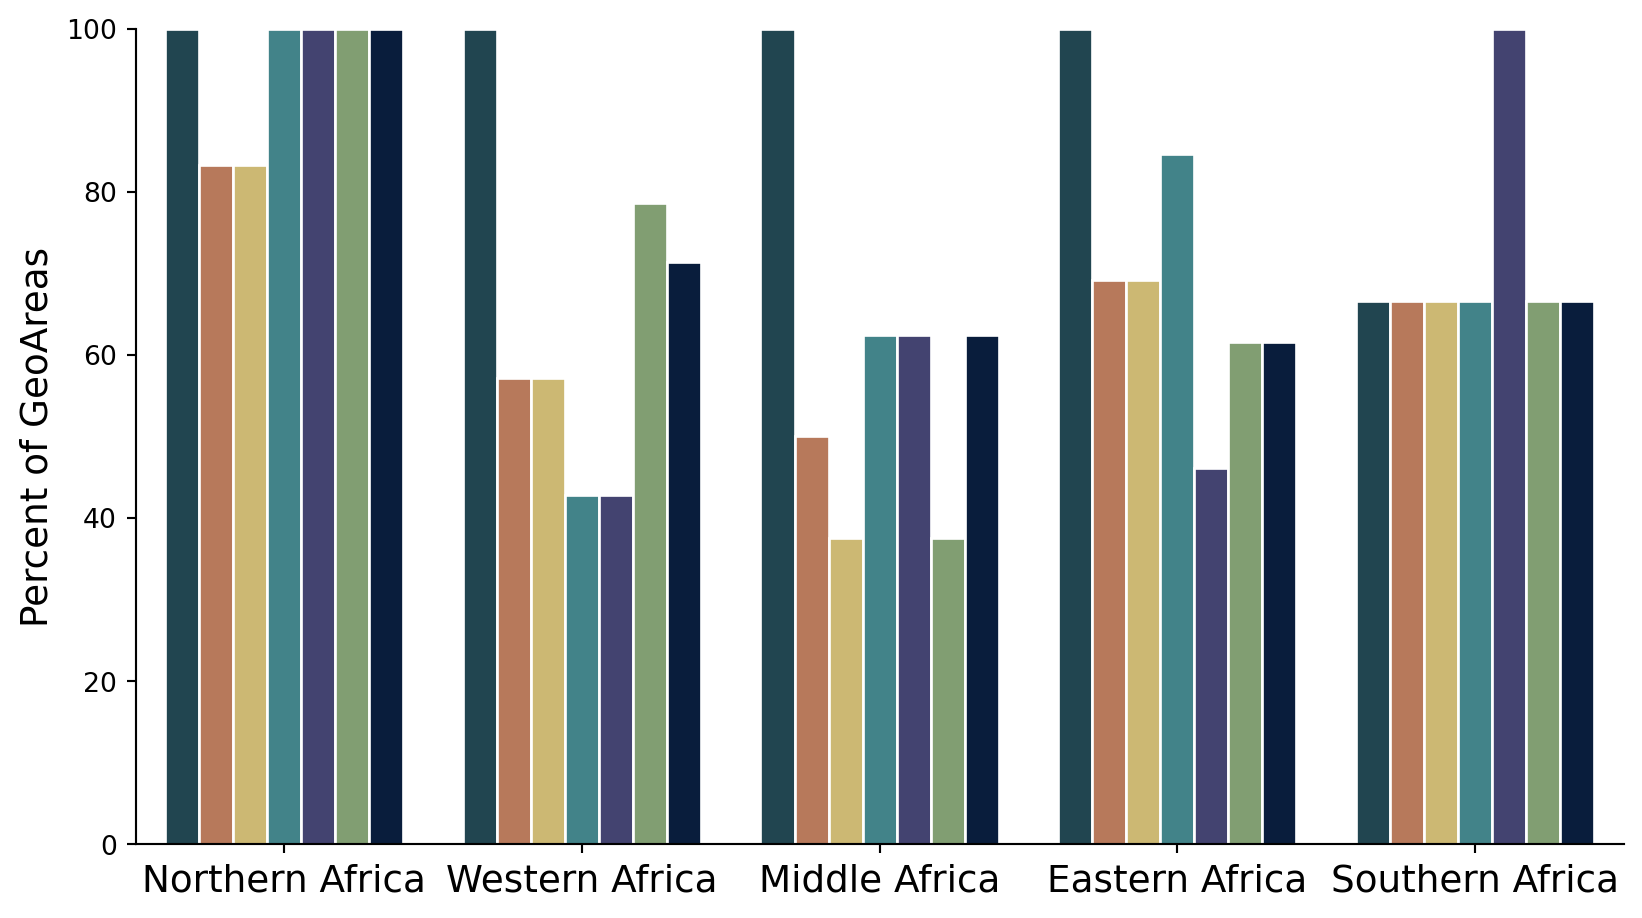 Percent of GeoAreas
100
80
60
40
20
0
Northern Africa
Western Africa
Middle Africa
Eastern Africa
Southern Africa